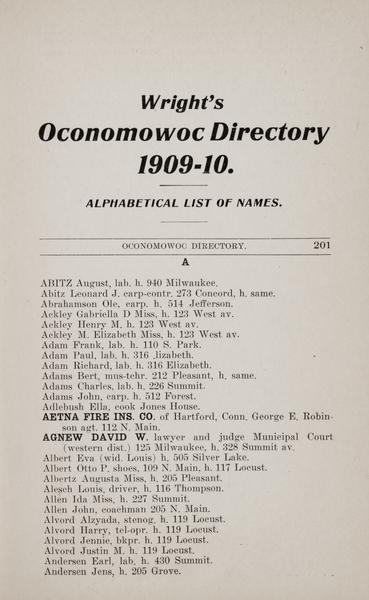 Wright's
Oconomowoc Directory
1909-10.
ALPHABETICAL LIST OF NAMES.
OCONOMOWOC DIRECTORY. 201
A
ABITZ August, lab. h. 940 Milwaukee.
Abitz Leonard J. carp-contr. 273 Concord, h. same.
Abrahamson Ole, carp. h. 514 Jefferson.
Ackley Gabriella D Miss, h. 123 West av.
Ackley Henry M. h. 123 West av.
Ackley M. Elizabeth Miss, h. 123 West av.
Adam Frank, lab. h. 110 S. Park.
Adam Paul, lab. h. 316 .lizabeth.
Adam Richard, lab. h. 316 Elizabeth.
Adams Bert, mus-tchr. 212 Pleasant, h. same.
Adams Charles, lab. h. 226 Summit.
Adams John, carp. h. 512 Forest.
Adlebush Ella, cook Jones House.
AETNA FIRE INS. CO. of Hartford, Conn. George E. Robin-
son agt. 112 N. Main.
AGNEW DAVID W. lawyer and judge Municipal Court
(western dist.) 125 Milwaukee, h. 328 Summit av.
Albert Eva (wid. Louis) h. 505 Silver Lake.
Albert Otto P. shoes, 109 N. Main, h. 117 Locust.
Albertz Augusta Miss, h. 205 Pleasant.
Alesch Louis, driver, h. 116 Thompson.
Allen Ida Miss, h. 227 Summit.
Allen John, coachman 205 N. Main.
Alvord Alzyada, stenog, h. 119 Locust.
Alvord Harry, tel-opr. h. 119 Locust.
Alvord Jennie, bkpr. h. 119 Locust.
Alvord Justin M. h. 119 Locust.
Andersen Earl, lab. h. 430 Summit.
Andersen Jens, h. 205 Grove.